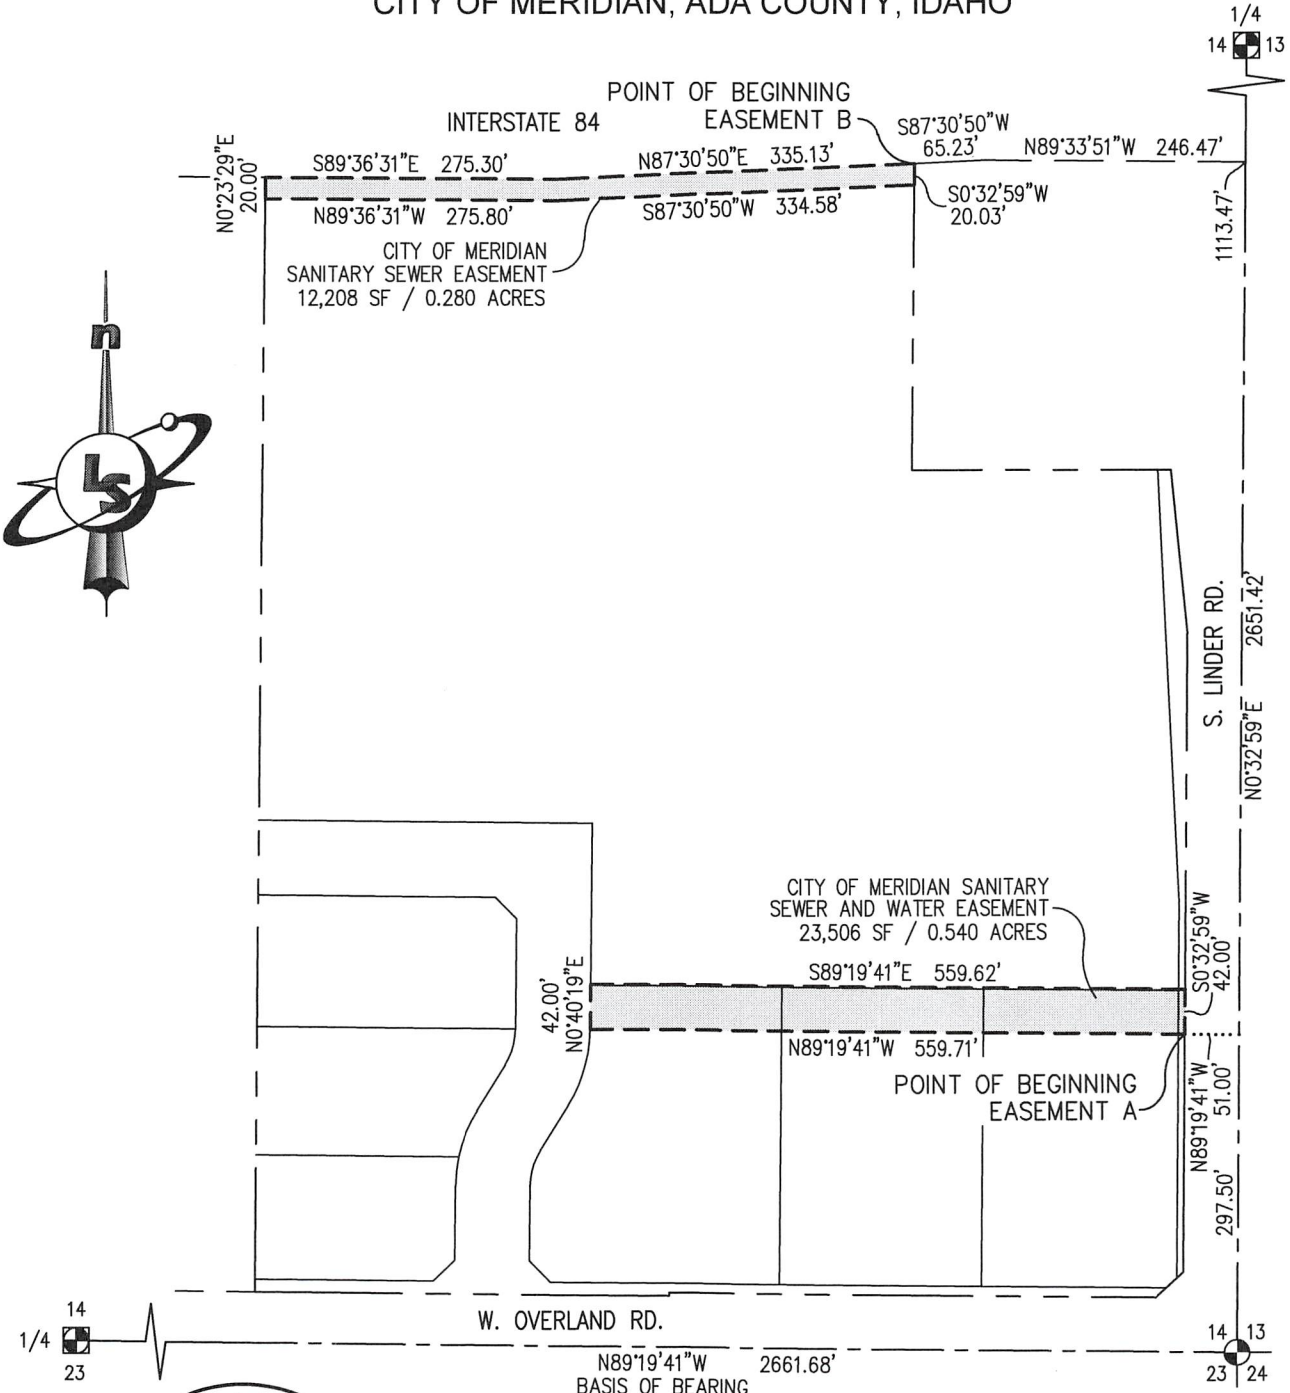 CITY OF MERIDIAN, ADA COUNTY, IDAHO
1/4
14 13
POINT OF BEGINNING
EASEMENT B
INTERSTATE 84
S87°30'50"W
65.23'
N89°33'51"W 246.47'
N0°23'29"E
20.00'
S89°36'31"E 275.30'
N87°30'50"E 335.13'
N89°36'31"W 275.80'
S87°30'50"W 334.58'
S0°32'59"W
20.03'
1113.47'
CITY OF MERIDIAN
SANITARY SEWER EASEMENT
12,208 SF / 0.280 ACRES
n
LS
S. LINDER RD.
N0°32'59"E 2651.42'
CITY OF MERIDIAN SANITARY
SEWER AND WATER EASEMENT
23,506 SF / 0.540 ACRES
S89°19'41"E 559.62'
S0°32'59"W
42.00'
42.00'
N0°40'19"E
N89°19'41"W 559.71'
POINT OF BEGINNING
EASEMENT A
N89°19'41"W
51.00'
297.50'
W. OVERLAND RD.
14
1/4
23
N89°19'41"W 2661.68'
BASIS OF BEARING
14 13
23 24